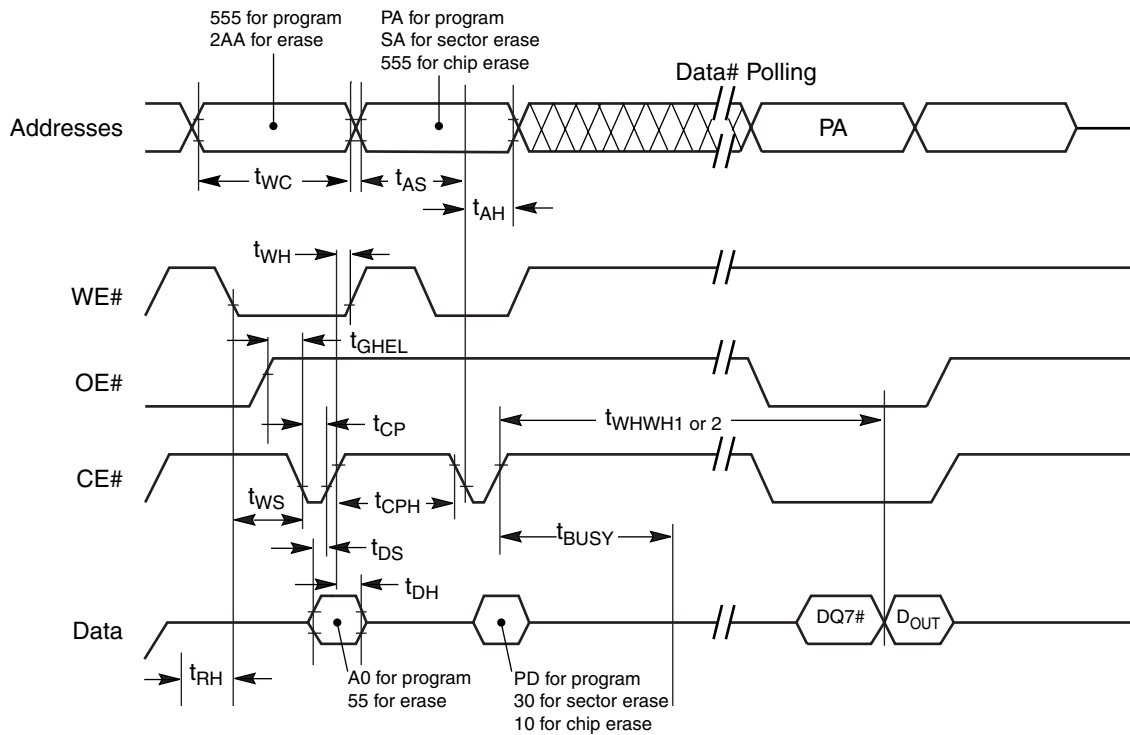 555 for program
2AA for erase
PA for program
SA for sector erase
555 for chip erase
Data# Polling
Addresses
PA
tWC
tAS
tAH
tWH
WE#
tGHEL
OE#
tWHWH1 or 2
tCP
CE#
tWS
tCPH
tBUSY
tDS
tDH
Data
DQ7#
DOUT
tRH
A0 for program
55 for erase
PD for program
30 for sector erase
10 for chip erase